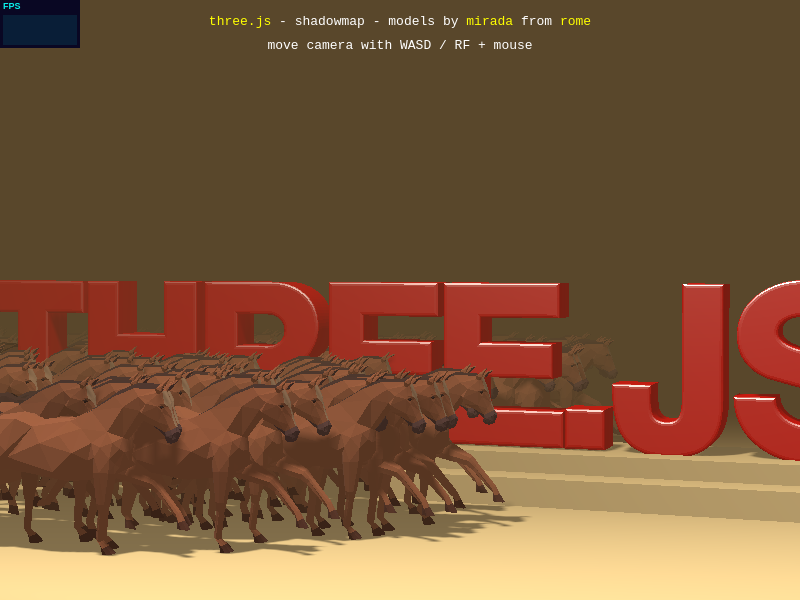 FPS
three.js - shadowmap - models by mirada from rome
move camera with WASD / RF + mouse
THREE.JS